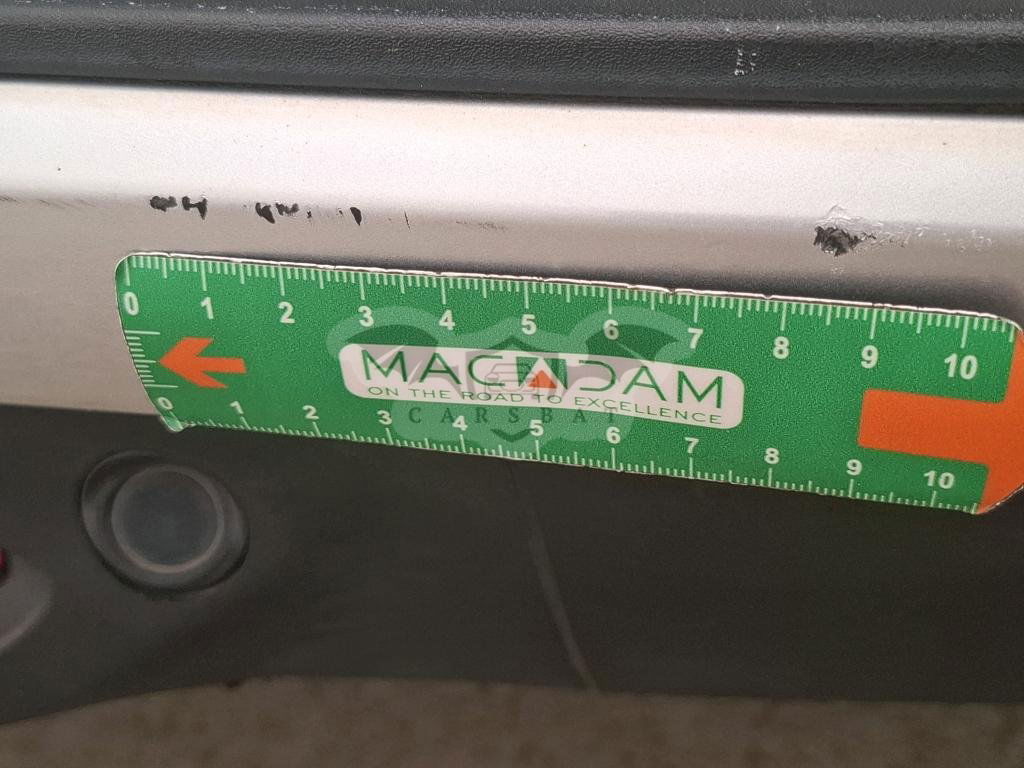 0 1 2 3 4 5 6 7 8 9 10
MACADAM
ON THE ROAD TO EXCELLENCE
CARSBAT
0 1 2 3 4 5 6 7 8 9 10